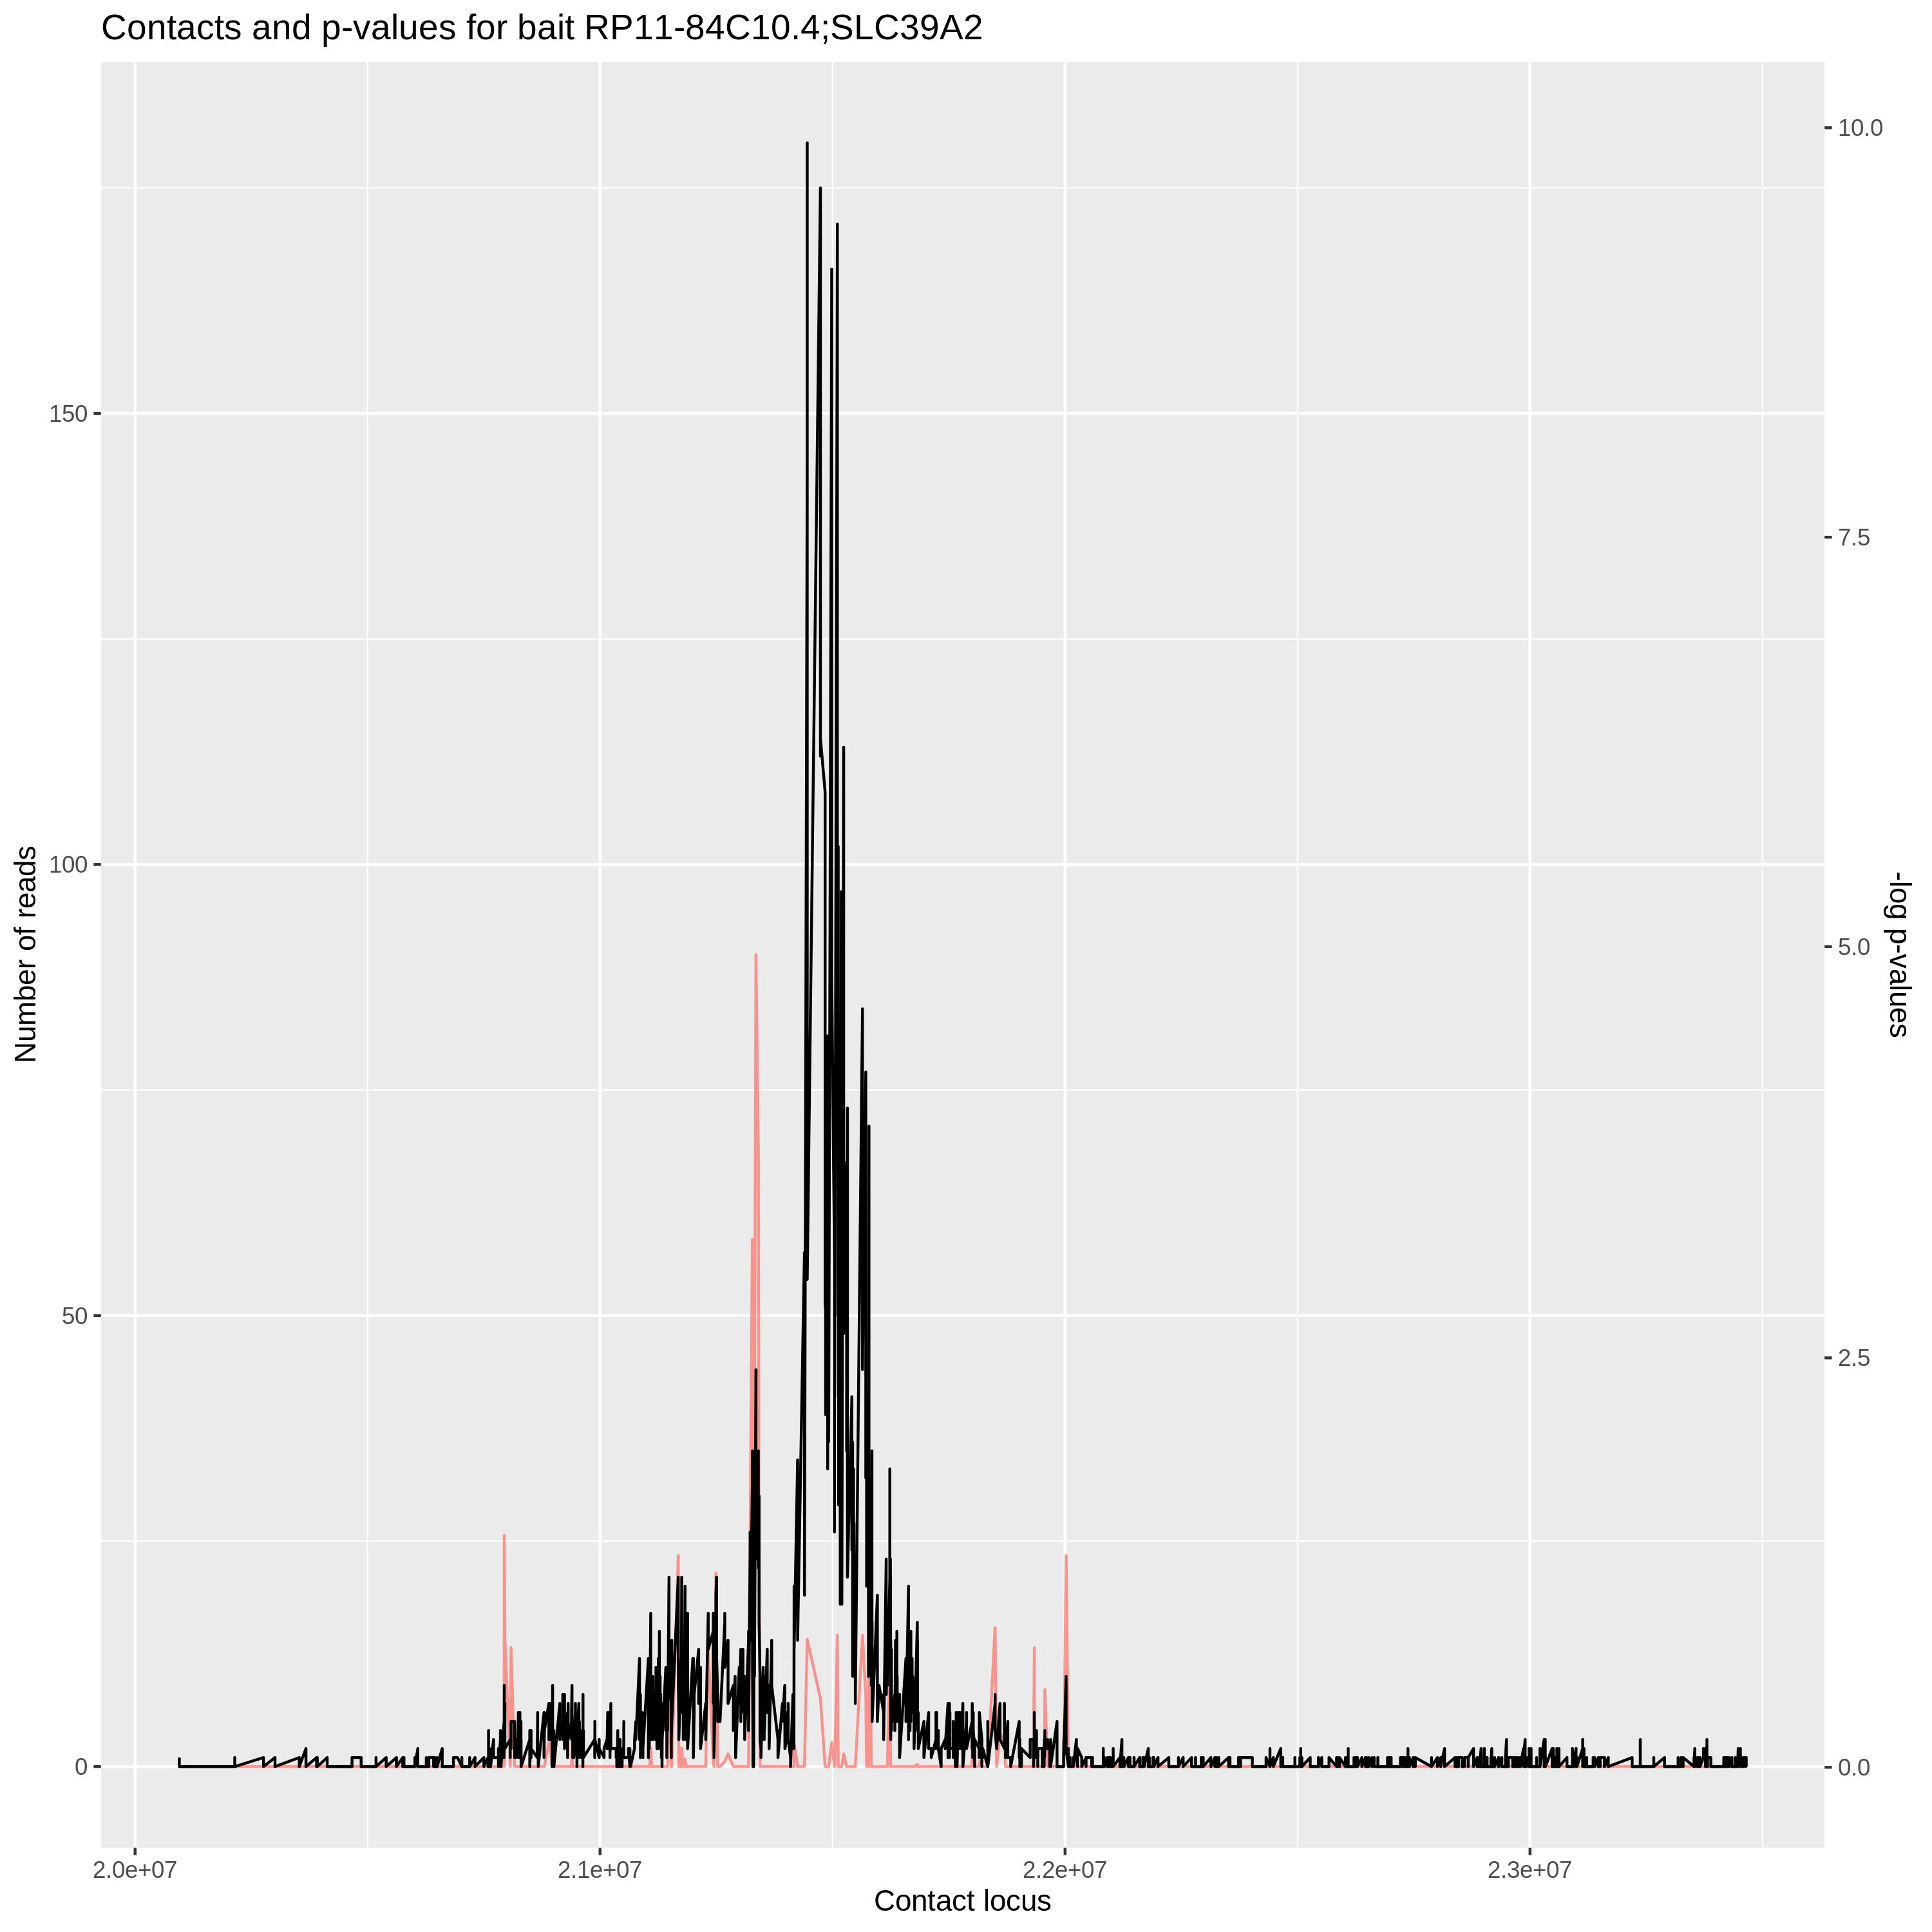 Contacts and p-values for bait RP11-84C10.4;SLC39A2
Number of reads
150
100
50
0
10.0
7.5
5.0
2.5
0.0
-log p-values
2.0e+07
2.1e+07
2.2e+07
2.3e+07
Contact locus